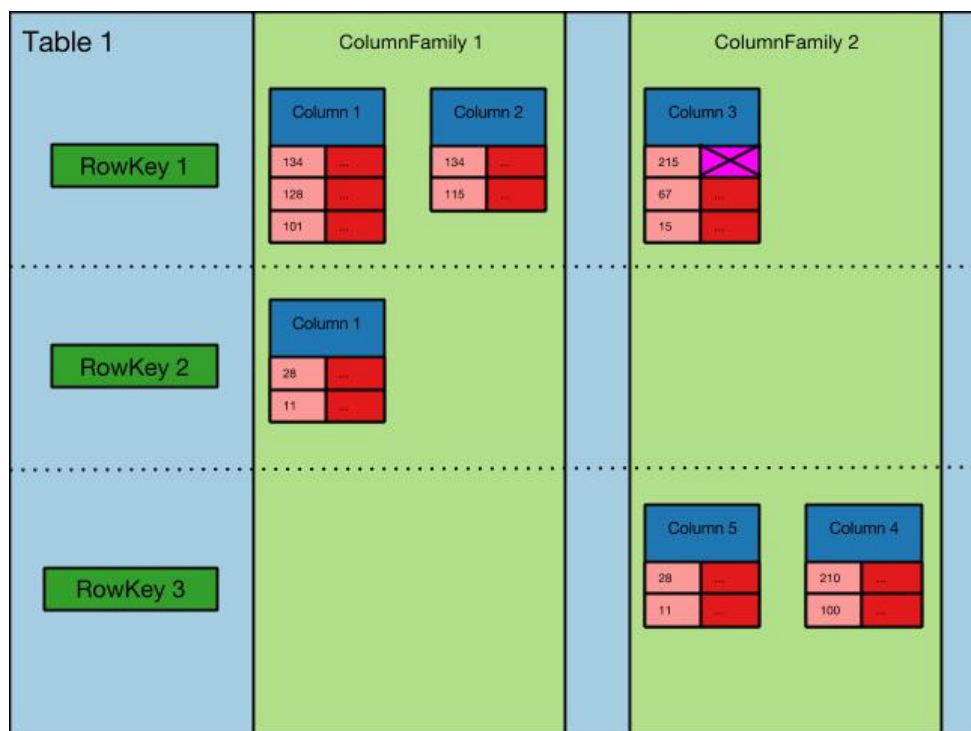 Table 1
ColumnFamily 1
ColumnFamily 2
RowKey 1
Column 1
134 ...
128 ...
101 ...
Column 2
134 ...
115 ...
Column 3
215
67 ...
15 ...
RowKey 2
Column 1
28 ...
11 ...
RowKey 3
Column 5
28 ...
11 ...
Column 4
210 ...
100 ...